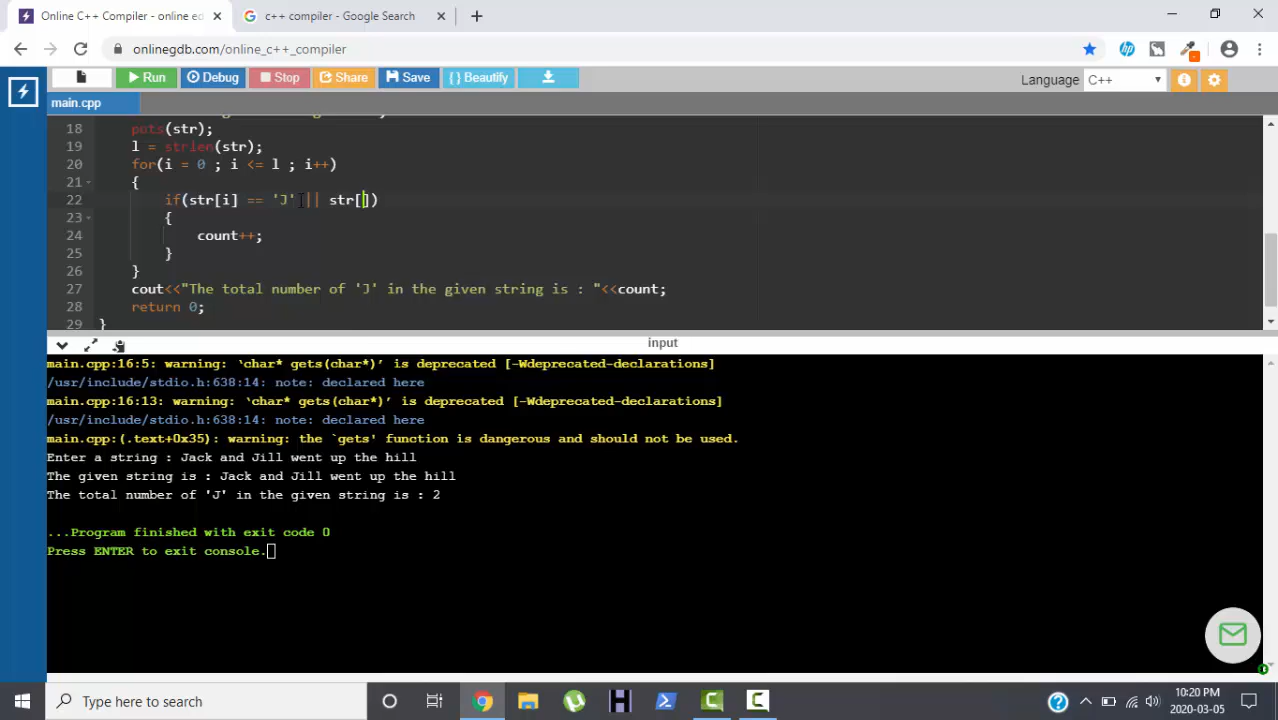 Online C++ Compiler - online ed
c++ compiler - Google Search
onlinegdb.com/online_c++_compiler
Run Debug Stop Share Save { } Beautify
Language C++
main.cpp
18 puts(str);
19 l = strlen(str);
20 for(i = 0 ; i <= l ; i++)
21 {
22 if(str[i] == 'J' || str[])
23 {
24 count++;
25 }
26 }
27 cout<<"The total number of 'J' in the given string is : "<<count;
28 return 0;
29 }
input
main.cpp:16:5: warning: ‘char* gets(char*)’ is deprecated [-Wdeprecated-declarations]
/usr/include/stdio.h:638:14: note: declared here
main.cpp:16:13: warning: ‘char* gets(char*)’ is deprecated [-Wdeprecated-declarations]
/usr/include/stdio.h:638:14: note: declared here
main.cpp:(.text+0x35): warning: the `gets' function is dangerous and should not be used.
Enter a string : Jack and Jill went up the hill
The given string is : Jack and Jill went up the hill
The total number of 'J' in the given string is : 2
...Program finished with exit code 0
Press ENTER to exit console.
Type here to search
10:20 PM
2020-03-05